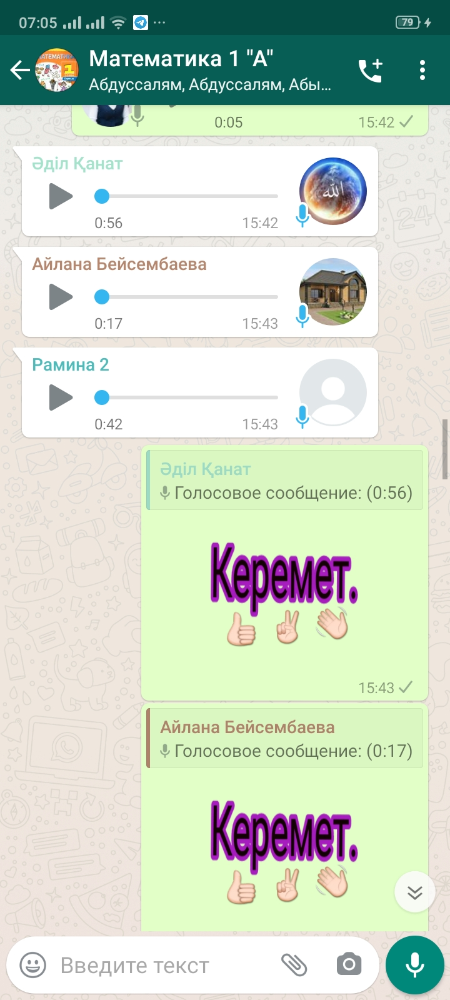 07:05
79
Математика 1 "А"
Абдуссалям, Абдуссалям, Абы...
0:05
15:42
Әділ Қанат
0:56
15:42
Айлана Бейсембаева
0:17
15:43
Рамина 2
0:42
15:43
Әділ Қанат
Голосовое сообщение: (0:56)
Керемет.
15:43
Айлана Бейсембаева
Голосовое сообщение: (0:17)
Керемет.
Введите текст